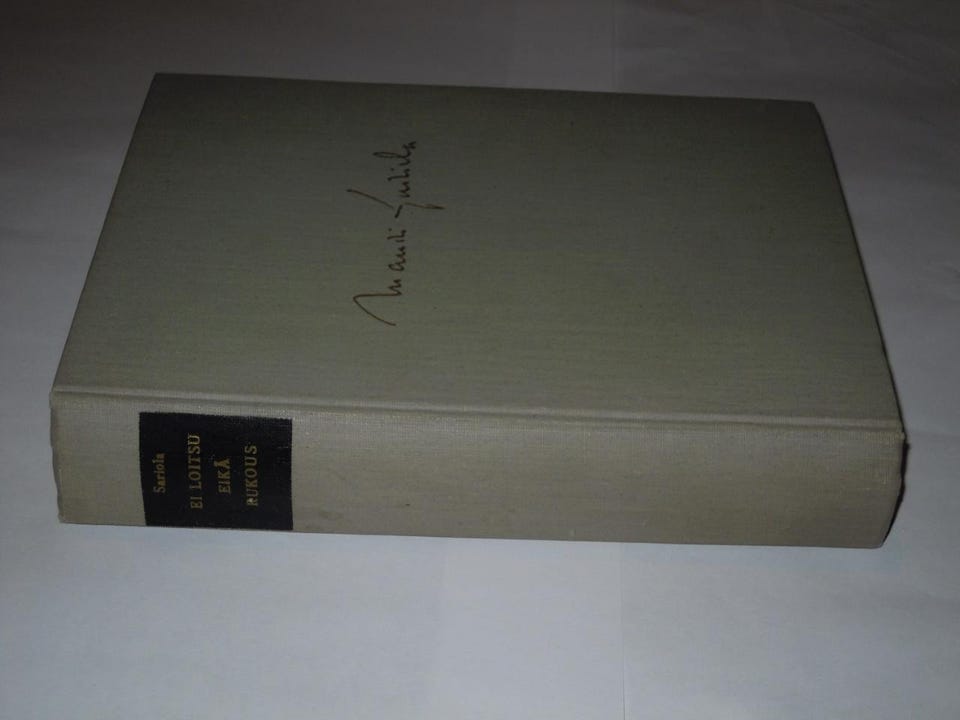 Sariola
EI LOITSU
EIKÄ
RUKOUS